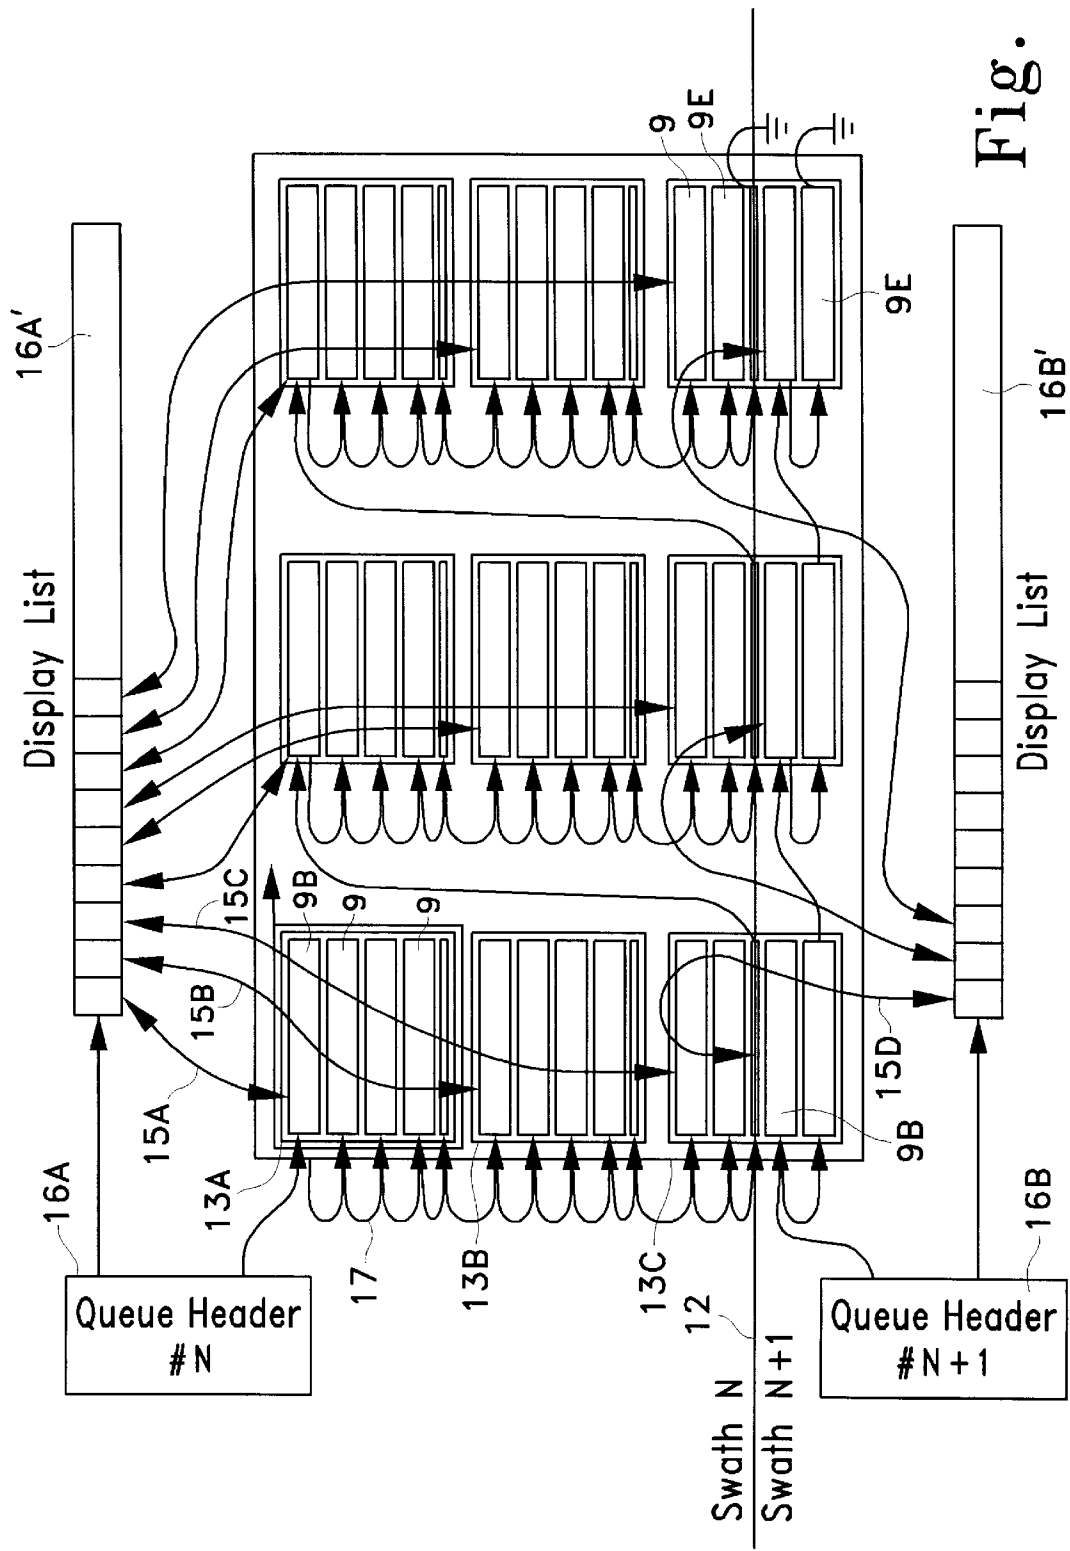 Display List
16A'
16A
Queue Header
#N
15A
15B
15C
13A
9B
9
9
17
13B
13C
9
9E
9E
12
Swath N
Swath N+1
9B
15D
Queue Header
#N+1
16B
Display List
16B'
Fig.